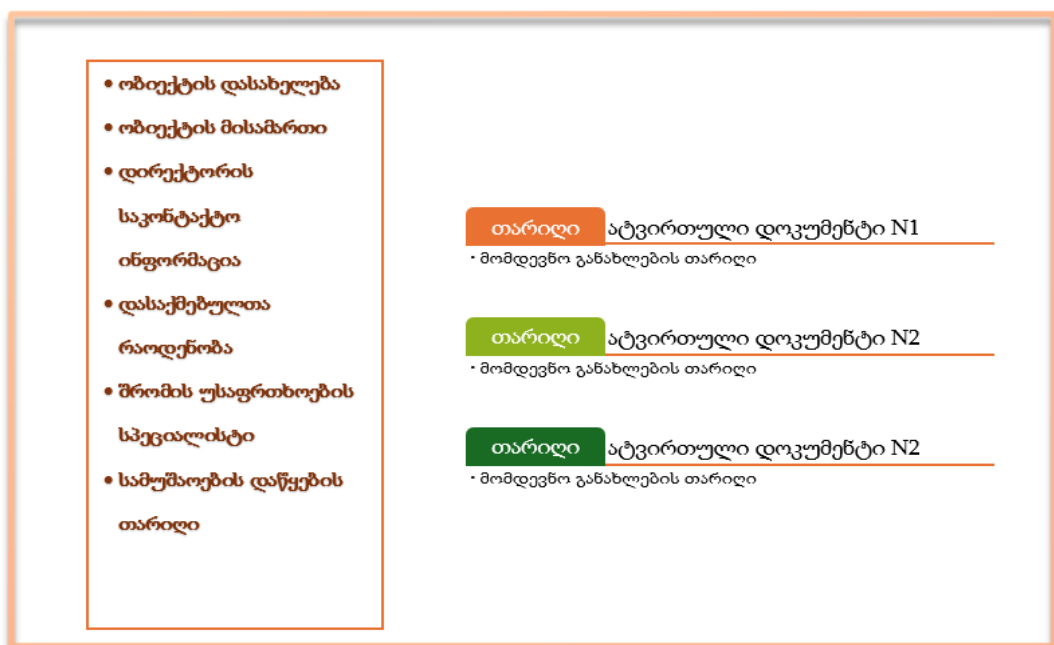 • ობიექტის დასახელება
• ობიექტის მისამართი
• დირექტორის
საკონტაქტო
ინფორმაცია
• დასაქმებულთა
რაოდენობა
• შრომის უსაფრთხოების
სპეციალისტი
• სამუშაოების დაწყების
თარიღი
თარიღი ატვირთული დოკუმენტი N1
· მომდევნო განახლების თარიღი
თარიღი ატვირთული დოკუმენტი N2
· მომდევნო განახლების თარიღი
თარიღი ატვირთული დოკუმენტი N2
· მომდევნო განახლების თარიღი